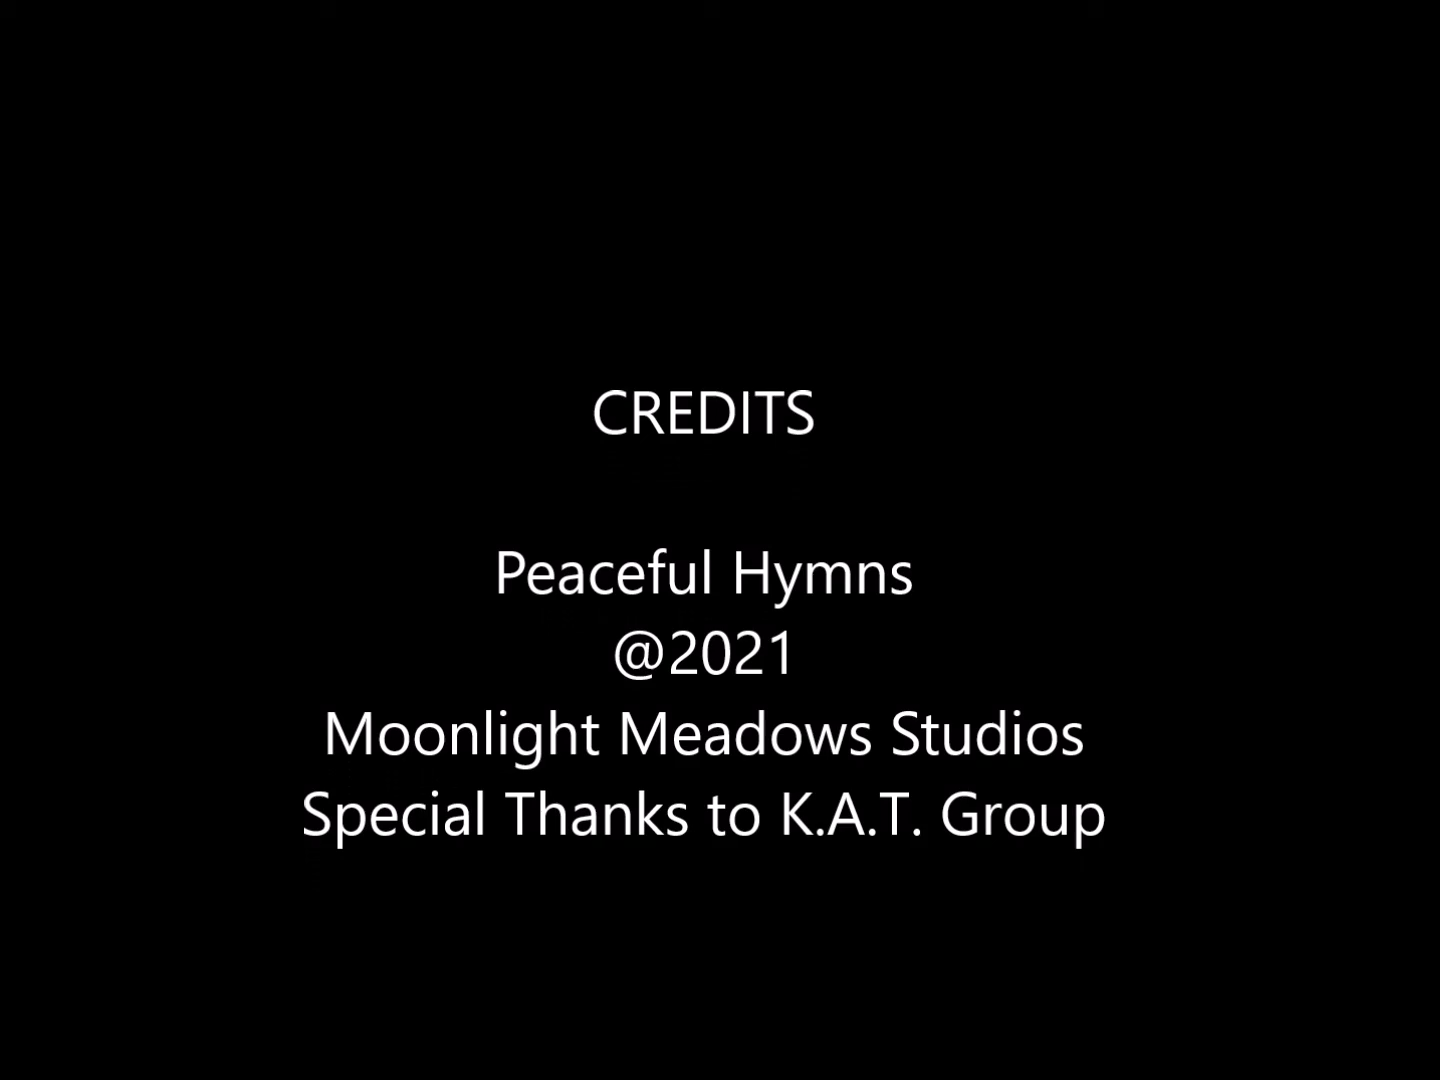 CREDITS
Peaceful Hymns
@2021
Moonlight Meadows Studios
Special Thanks to K.A.T. Group